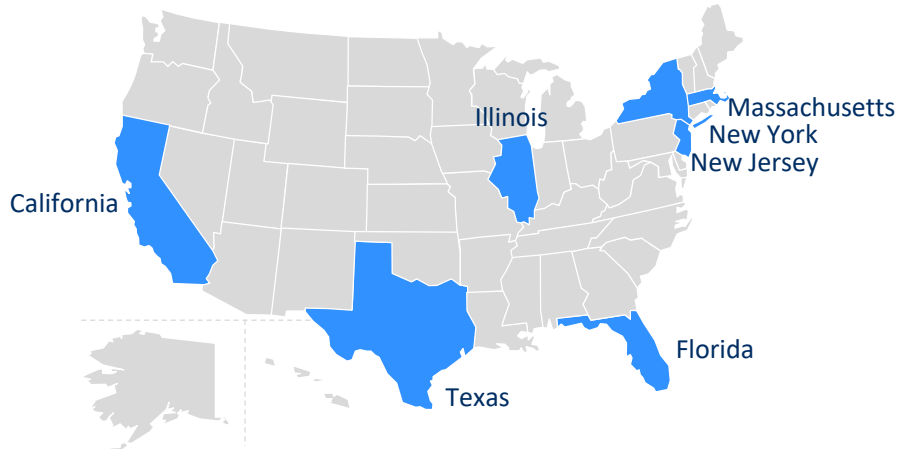 Massachusetts
Illinois
New York
New Jersey
California
Florida
Texas